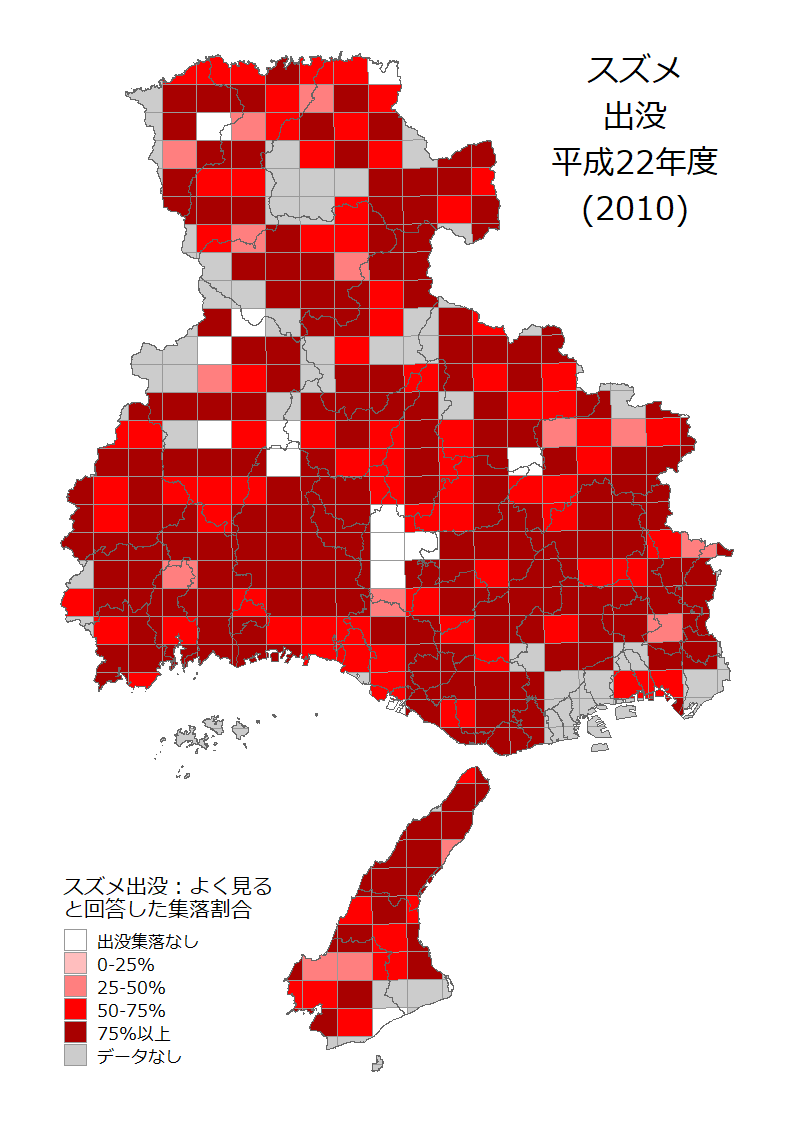 スズメ
出没
平成22年度
(2010)
スズメ出没：よく見る
と回答した集落割合
出没集落なし
0-25%
25-50%
50-75%
75%以上
データなし